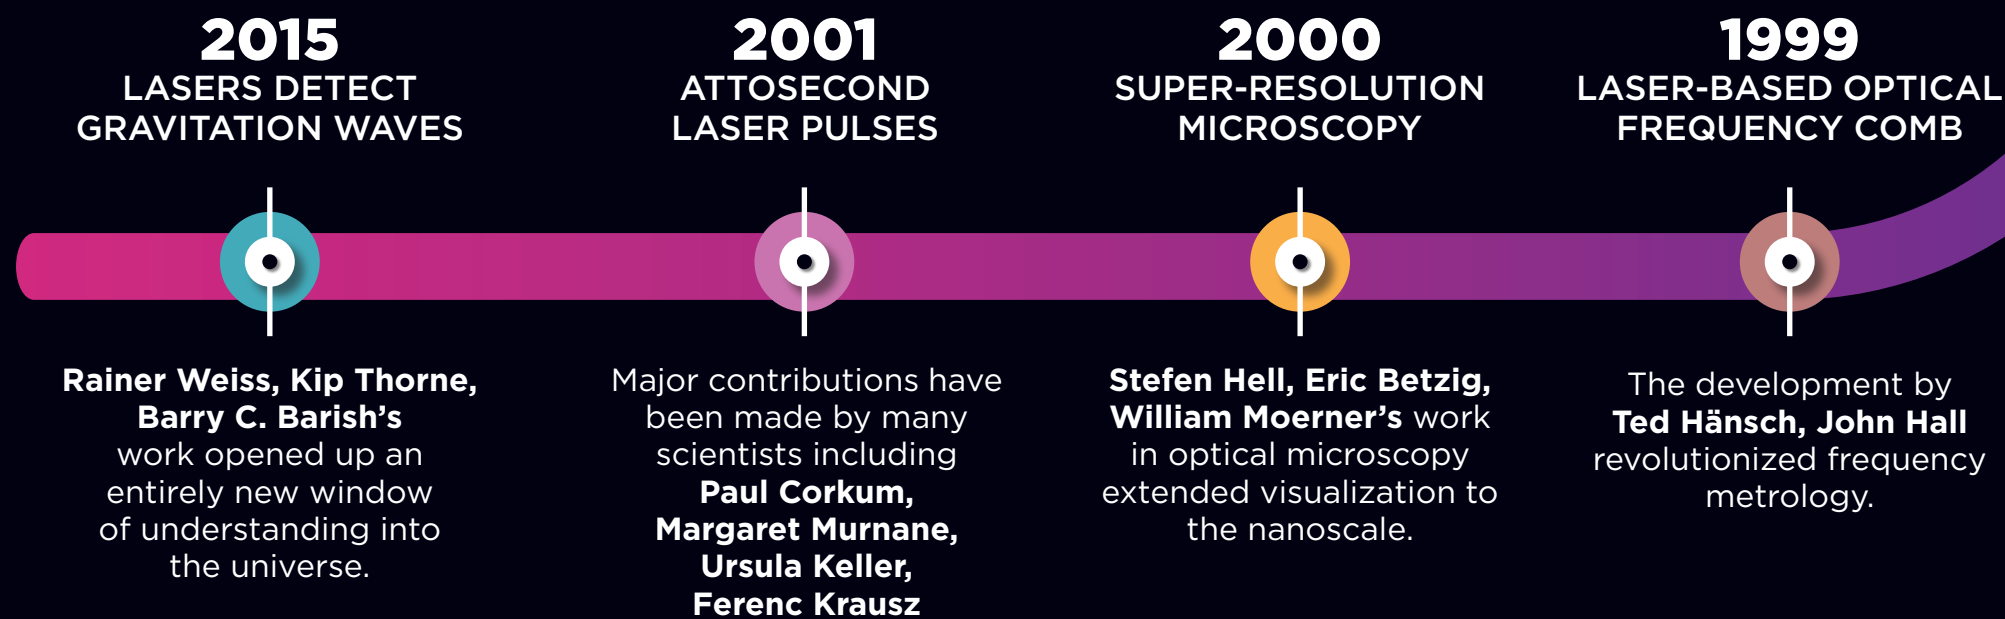 2015
LASERS DETECT
GRAVITATION WAVES
Rainer Weiss, Kip Thorne,
Barry C. Barish’s
work opened up an
entirely new window
of understanding into
the universe.
2001
ATTOSECOND
LASER PULSES
Major contributions have
been made by many
scientists including
Paul Corkum,
Margaret Murnane,
Ursula Keller,
Ferenc Krausz
2000
SUPER-RESOLUTION
MICROSCOPY
Stefen Hell, Eric Betzig,
William Moerner’s work
in optical microscopy
extended visualization to
the nanoscale.
1999
LASER-BASED OPTICAL
FREQUENCY COMB
The development by
Ted Hänsch, John Hall
revolutionized frequency
metrology.